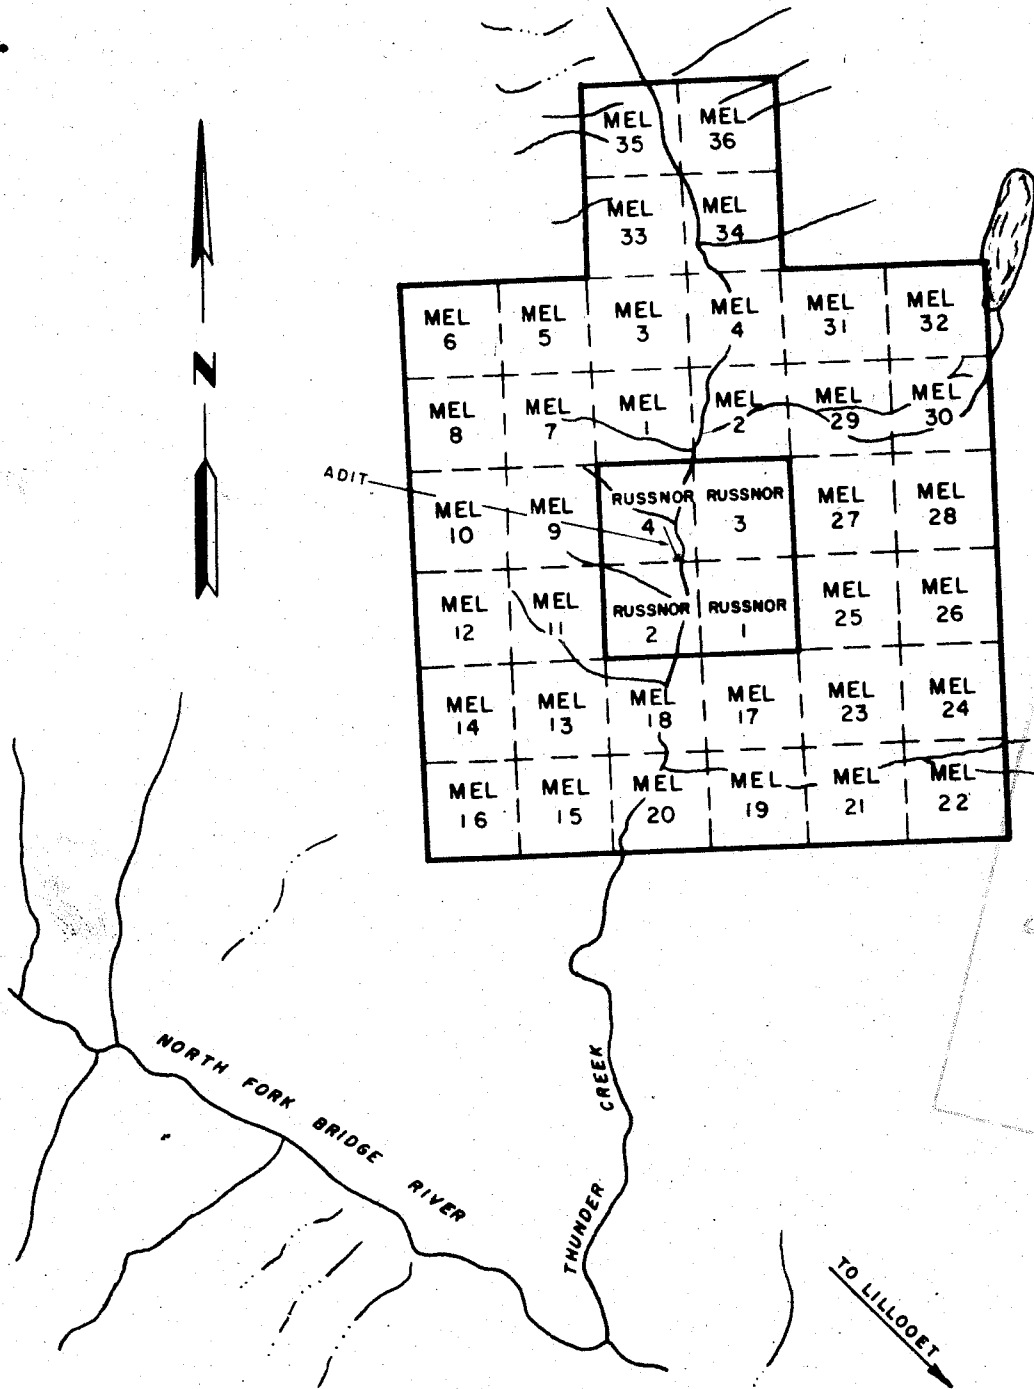 MEL
35
MEL
36
MEL
33
MEL
34
MEL
6
MEL
5
MEL
3
MEL
4
MEL
31
MEL
32
N
MEL
8
MEL
7
MEL
1
MEL
2
MEL
29
MEL
30
ADIT
MEL
10
MEL
9
RUSSNOR
4
RUSSNOR
3
MEL
27
MEL
28
MEL
12
MEL
11
RUSSNOR
2
RUSSNOR
1
MEL
25
MEL
26
MEL
14
MEL
13
MEL
18
MEL
17
MEL
23
MEL
24
MEL
16
MEL
15
MEL
20
MEL
19
MEL
21
MEL
22
NORTH FORK BRIDGE RIVER
THUNDER CREEK
TO LILLOOET